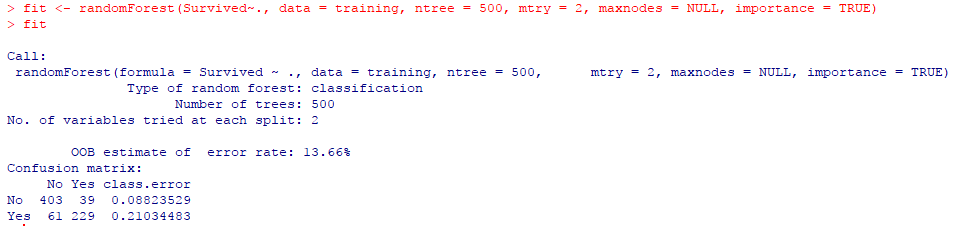 > fit <- randomForest(Survived~., data = training, ntree = 500, mtry = 2, maxnodes = NULL, importance = TRUE)
> fit
Call:
 randomForest(formula = Survived ~ ., data = training, ntree = 500,      mtry = 2, maxnodes = NULL, importance = TRUE)
               Type of random forest: classification
                     Number of trees: 500
No. of variables tried at each split: 2
        OOB estimate of  error rate: 13.66%
Confusion matrix:
     No Yes class.error
No  403  39  0.08823529
Yes  61 229  0.21034483